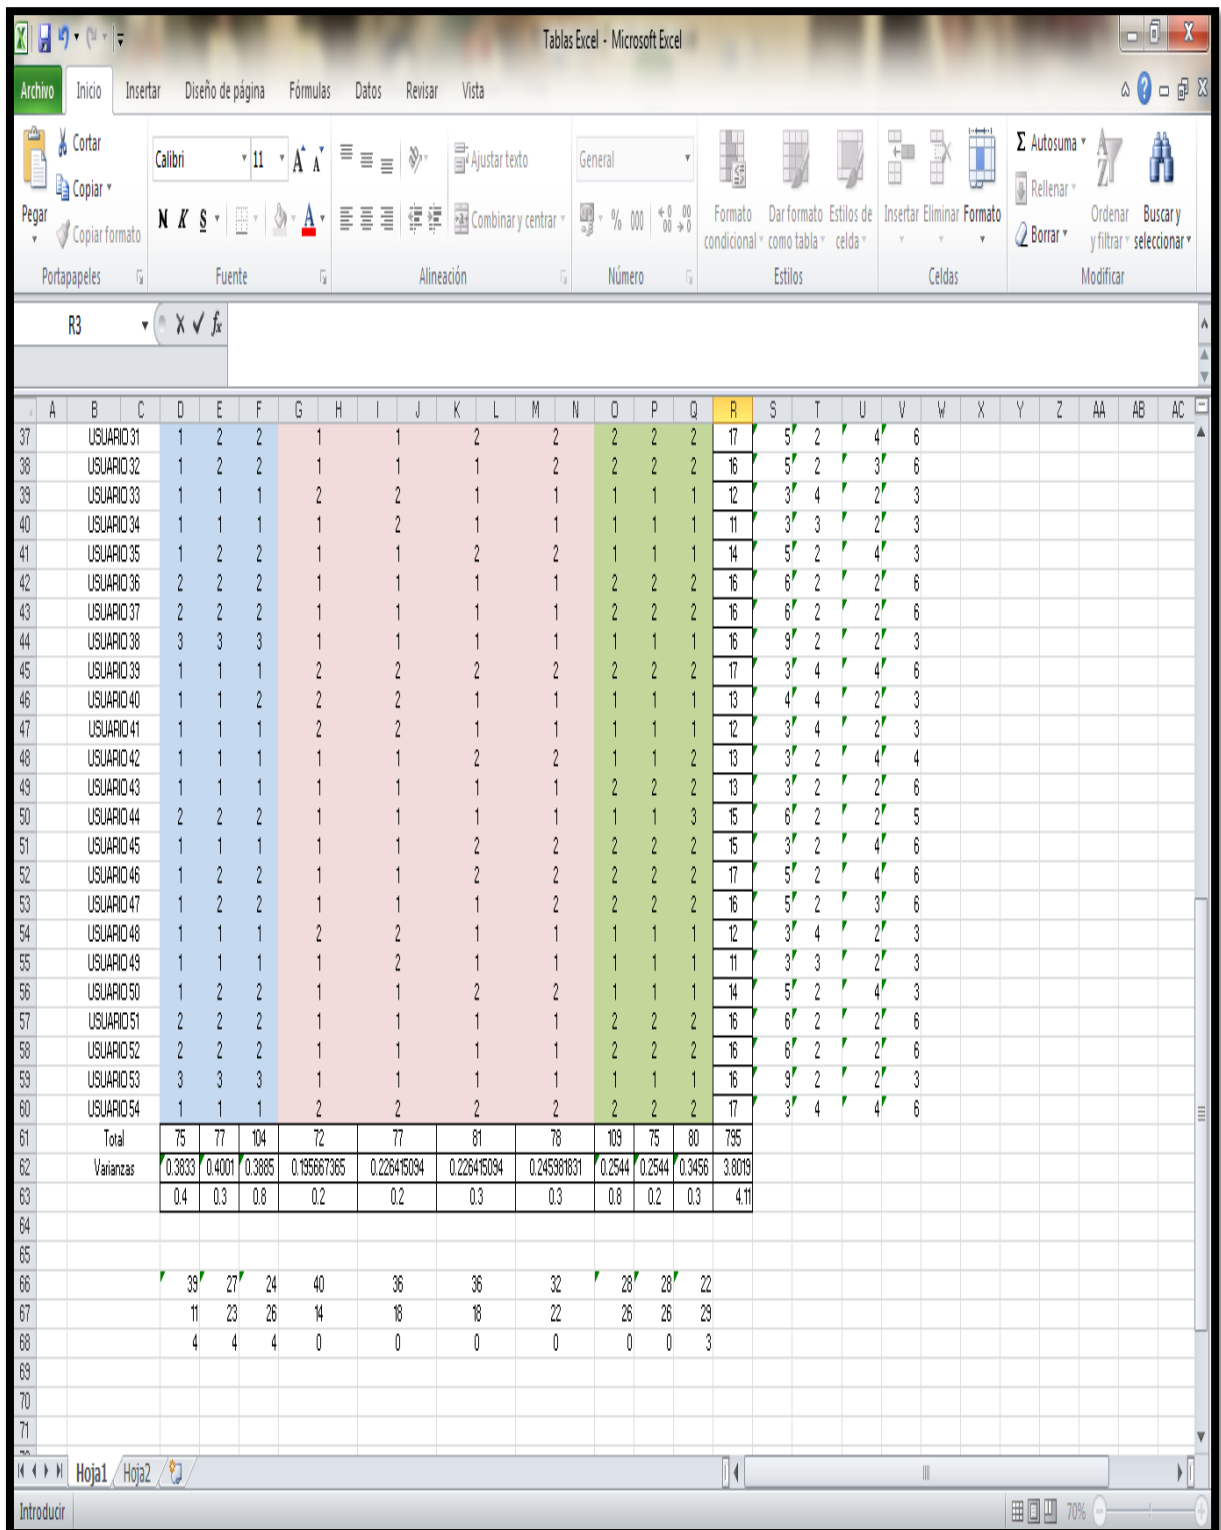 Tablas Excel - Microsoft Excel
Archivo Inicio Insertar Diseño de página Fórmulas Datos Revisar Vista
Pegar Cortar Copiar Copiar formato
Calibri 11 A A Ajustar texto General Σ Autosuma
N K S A Combinar y centrar % 000 Formato condicional Dar formato como tabla Estilos de celda Insertar Eliminar Formato Rellenar Borrar Ordenar y filtrar Buscar y seleccionar
Portapapeles Fuente Alineación Número Estilos Celdas Modificar
R3 fx
A B C D E F G H I J K L M N O P Q R S T U V W X Y Z AA AB AC
37 USUARIO 31 1 2 2 1 1 2 2 2 2 2 17 5 2 4 6
38 USUARIO 32 1 2 2 1 1 1 2 2 2 2 16 5 2 3 6
39 USUARIO 33 1 1 1 2 2 1 1 1 1 1 12 3 4 2 3
40 USUARIO 34 1 1 1 1 2 1 1 1 1 1 11 3 3 2 3
41 USUARIO 35 1 2 2 1 1 2 2 1 1 1 14 5 2 4 3
42 USUARIO 36 2 2 2 1 1 1 1 2 2 2 16 6 2 2 6
43 USUARIO 37 2 2 2 1 1 1 1 2 2 2 16 6 2 2 6
44 USUARIO 38 3 3 3 1 1 1 1 1 1 1 16 9 2 2 3
45 USUARIO 39 1 1 1 2 2 2 2 2 2 2 17 3 4 4 6
46 USUARIO 40 1 1 2 2 2 1 1 1 1 1 13 4 4 2 3
47 USUARIO 41 1 1 1 2 2 1 1 1 1 1 12 3 4 2 3
48 USUARIO 42 1 1 1 1 1 2 2 1 1 2 13 3 2 4 4
49 USUARIO 43 1 1 1 1 1 1 1 2 2 2 13 3 2 2 6
50 USUARIO 44 2 2 2 1 1 1 1 1 1 3 15 6 2 2 5
51 USUARIO 45 1 1 1 1 1 2 2 2 2 2 15 3 2 4 6
52 USUARIO 46 1 2 2 1 1 2 2 2 2 2 17 5 2 4 6
53 USUARIO 47 1 2 2 1 1 1 2 2 2 2 16 5 2 3 6
54 USUARIO 48 1 1 1 2 2 1 1 1 1 1 12 3 4 2 3
55 USUARIO 49 1 1 1 1 2 1 1 1 1 1 11 3 3 2 3
56 USUARIO 50 1 2 2 1 1 2 2 1 1 1 14 5 2 4 3
57 USUARIO 51 2 2 2 1 1 1 1 2 2 2 16 6 2 2 6
58 USUARIO 52 2 2 2 1 1 1 1 2 2 2 16 6 2 2 6
59 USUARIO 53 3 3 3 1 1 1 1 1 1 1 16 9 2 2 3
60 USUARIO 54 1 1 1 2 2 2 2 2 2 2 17 3 4 4 6
61 Total 75 77 104 72 77 81 78 109 75 80 795
62 Varianzas 0.3833 0.4001 0.3885 0.195667365 0.226415094 0.226415094 0.245981831 0.2544 0.2544 0.3456 3.8019
63 0.4 0.3 0.8 0.2 0.2 0.3 0.3 0.8 0.2 0.3 4.11
64
65
66 39 27 24 40 36 36 32 28 28 22
67 11 23 26 14 18 18 22 26 26 29
68 4 4 4 0 0 0 0 0 0 3
69
70
71
Hoja1 Hoja2
Introducir 70%